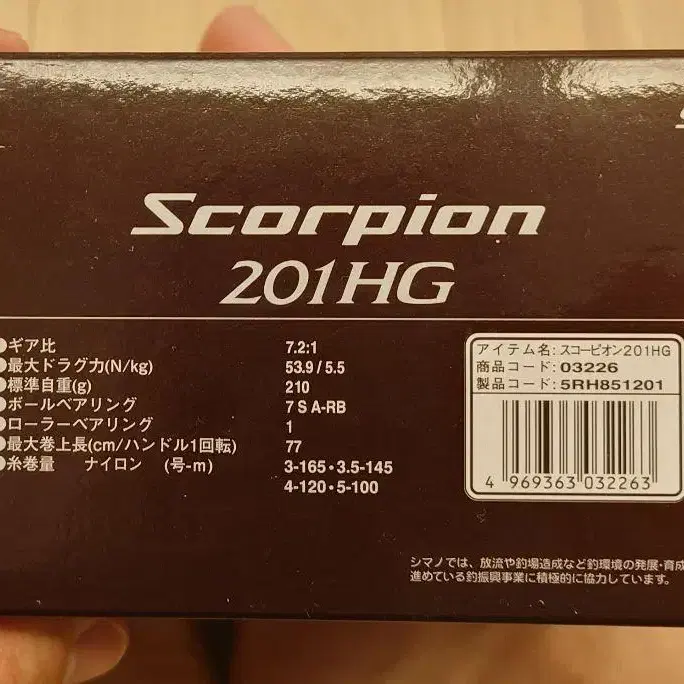 Scorpion
201HG
●ギア比 7.2:1
●最大ドラグ力(N/kg) 53.9/5.5
●標準自重(g) 210
●ボールベアリング 7 S A-RB
●ローラーベアリング 1
●最大巻上長(cm/ハンドル1回転) 77
●糸巻量 ナイロン (号-m) 3-165・3.5-145
4-120・5-100
アイテム名: スコーピオン201HG
商品コード: 03226
製品コード: 5RH851201
4 969363 032263
シマノでは、放流や釣場造成など釣環境の発展・育成
進めている釣振興事業に積極的に協力しています。